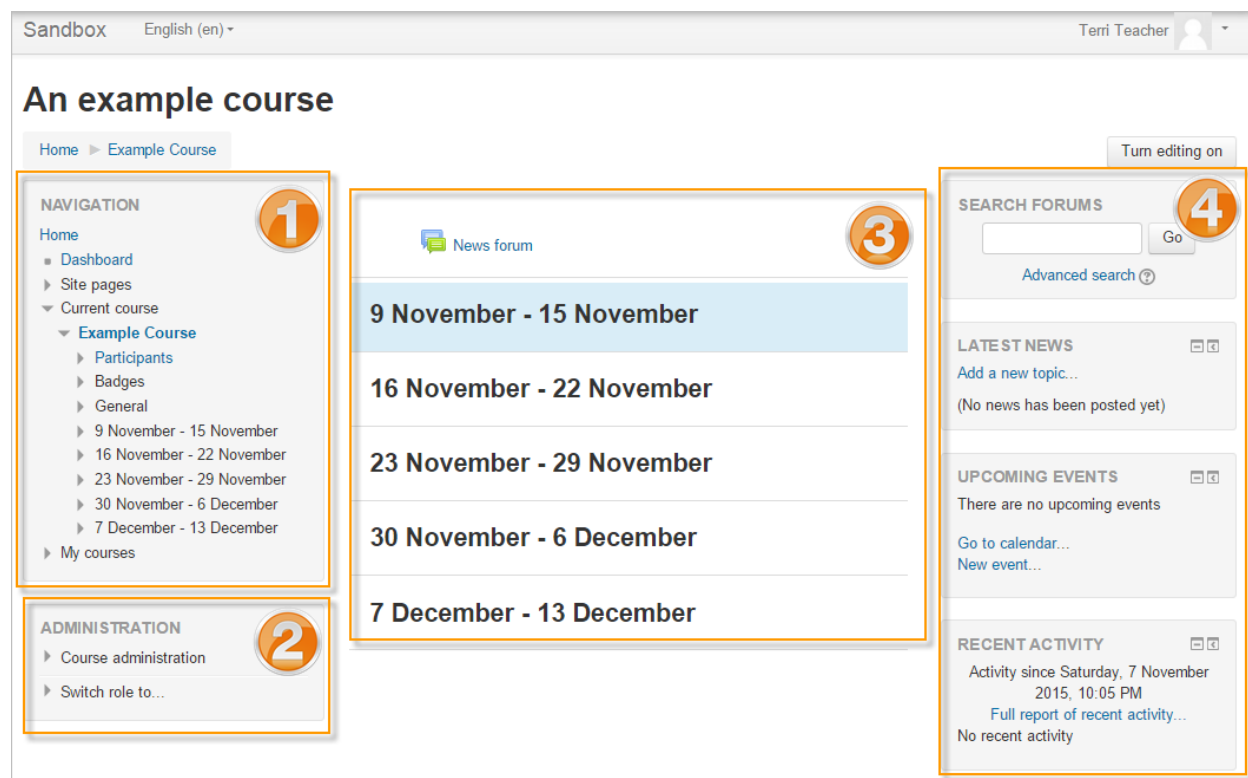 Sandbox English (en)
Terri Teacher
An example course
Home Example Course
Turn editing on
1
NAVIGATION
Home
Dashboard
Site pages
Current course
Example Course
Participants
Badges
General
9 November - 15 November
16 November - 22 November
23 November - 29 November
30 November - 6 December
7 December - 13 December
My courses
2
ADMINISTRATION
Course administration
Switch role to...
3
News forum
9 November - 15 November
16 November - 22 November
23 November - 29 November
30 November - 6 December
7 December - 13 December
4
SEARCH FORUMS
Go
Advanced search ?
LATEST NEWS
Add a new topic...
(No news has been posted yet)
UPCOMING EVENTS
There are no upcoming events
Go to calendar...
New event...
RECENT ACTIVITY
Activity since Saturday, 7 November
2015, 10:05 PM
Full report of recent activity...
No recent activity